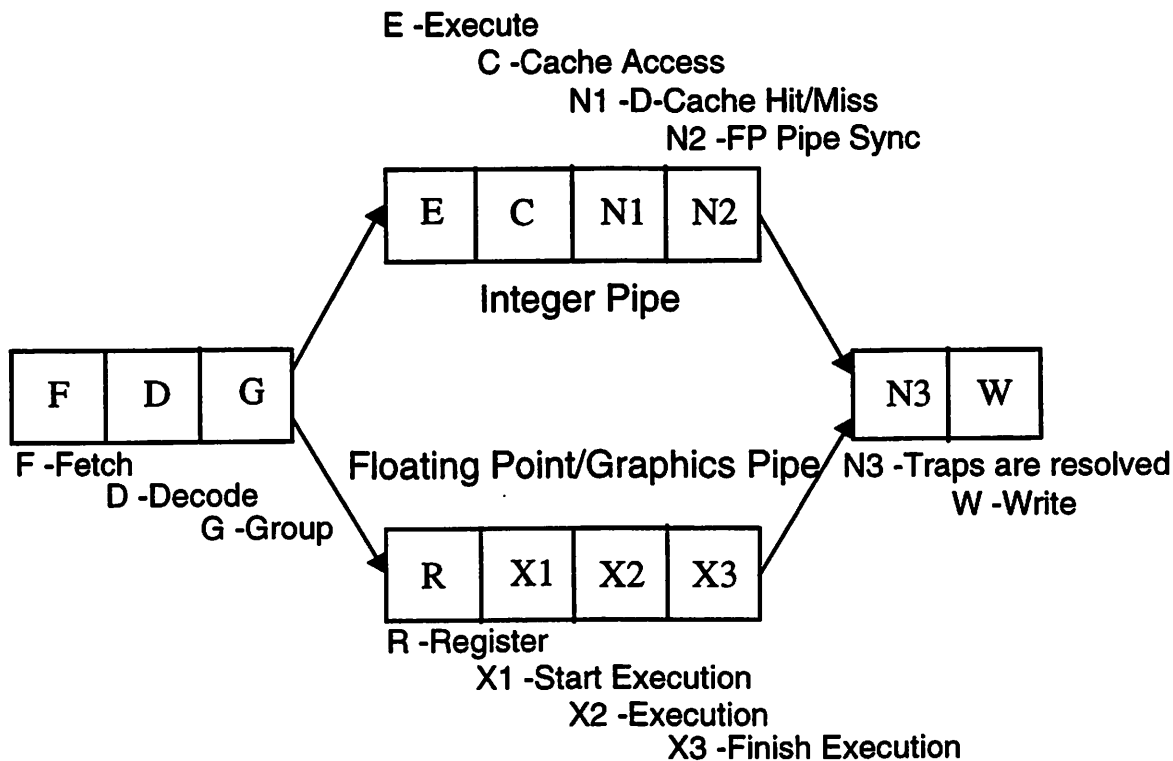 E -Execute
C -Cache Access
N1 -D-Cache Hit/Miss
N2 -FP Pipe Sync
E C N1 N2
Integer Pipe
F D G
N3 W
F -Fetch
D -Decode
G -Group
Floating Point/Graphics Pipe
N3 -Traps are resolved
W -Write
R X1 X2 X3
R -Register
X1 -Start Execution
X2 -Execution
X3 -Finish Execution